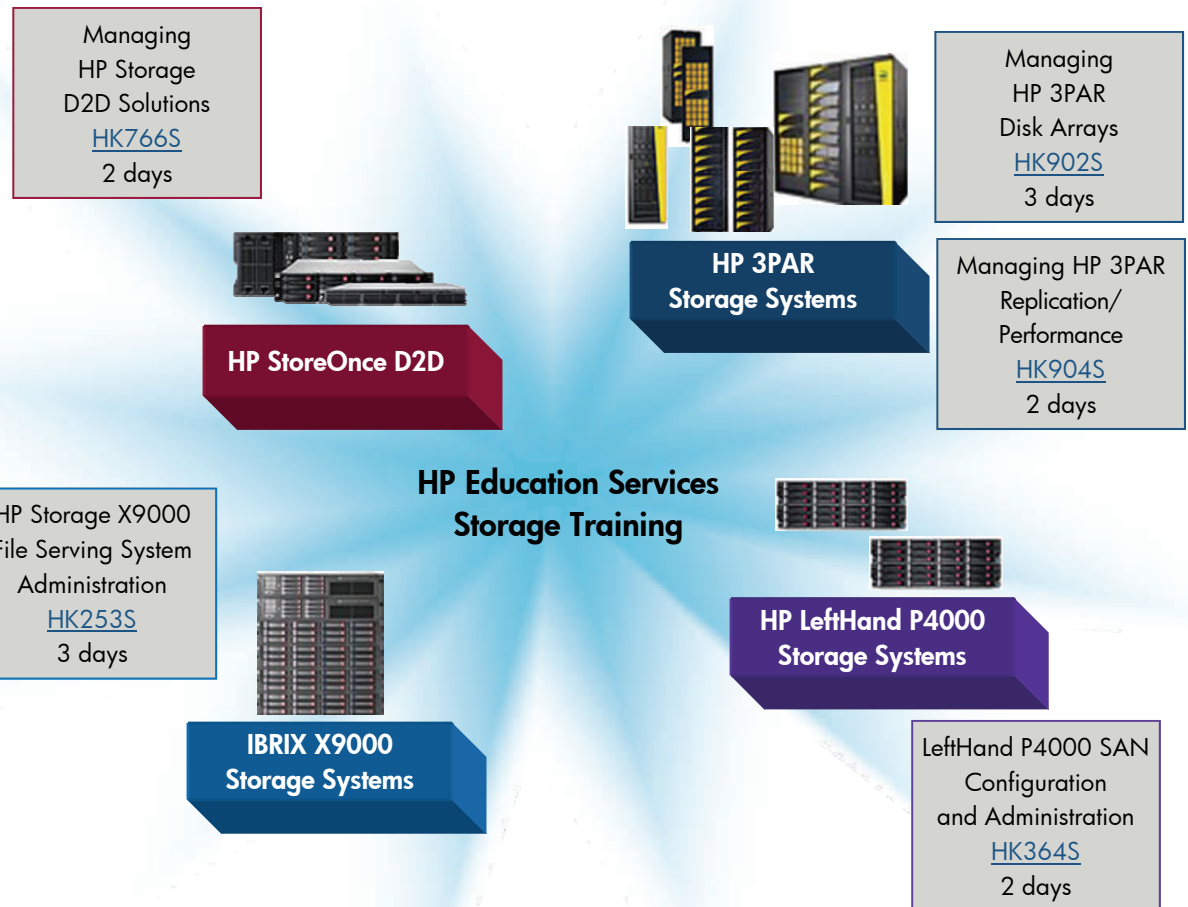 Managing
HP Storage
D2D Solutions
HK766S
2 days
Managing
HP 3PAR
Disk Arrays
HK902S
3 days
HP 3PAR
Storage Systems
Managing HP 3PAR
Replication/
Performance
HK904S
2 days
HP StoreOnce D2D
HP Education Services
Storage Training
HP Storage X9000
File Serving System
Administration
HK253S
3 days
HP LeftHand P4000
Storage Systems
IBRIX X9000
Storage Systems
LeftHand P4000 SAN
Configuration
and Administration
HK364S
2 days